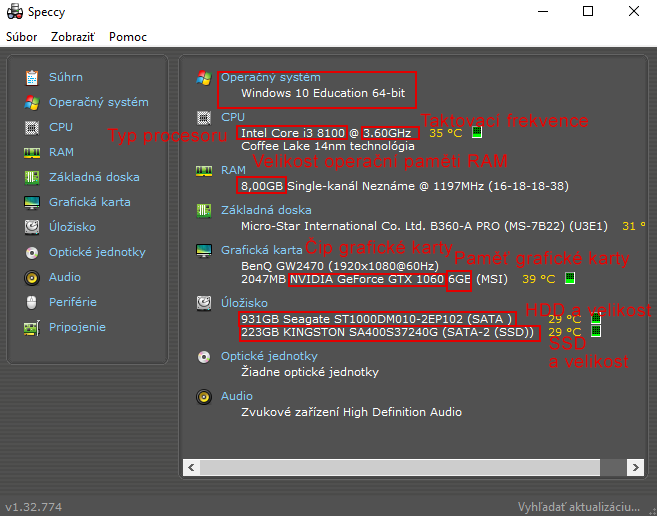 Speccy
Súbor Zobraziť Pomoc
Súhrn
Operačný systém
CPU
RAM
Základná doska
Grafická karta
Úložisko
Optické jednotky
Audio
Periférie
Pripojenie
Operačný systém
Windows 10 Education 64-bit
CPU
Taktovací frekvence
Typ procesoru
Intel Core i3 8100 @ 3.60GHz 35 °C
Coffee Lake 14nm technológia
Velikost operační paměti RAM
RAM
8,00GB Single-kanál Neznáme @ 1197MHz (16-18-18-38)
Základná doska
Micro-Star International Co. Ltd. B360-A PRO (MS-7B22) (U3E1) 31 °
Grafická karta
Čip grafické karty
Paměť grafické karty
BenQ GW2470 (1920x1080@60Hz)
2047MB NVIDIA GeForce GTX 1060 6GB (MSI) 39 °C
Úložisko
HDD a velikost
931GB Seagate ST1000DM010-2EP102 (SATA ) 29 °C
223GB KINGSTON SA400S37240G (SATA-2 (SSD)) 29 °C
SSD
a velikost
Optické jednotky
Žiadne optické jednotky
Audio
Zvukové zařízení High Definition Audio
v1.32.774
Vyhľadať aktualizáciu...